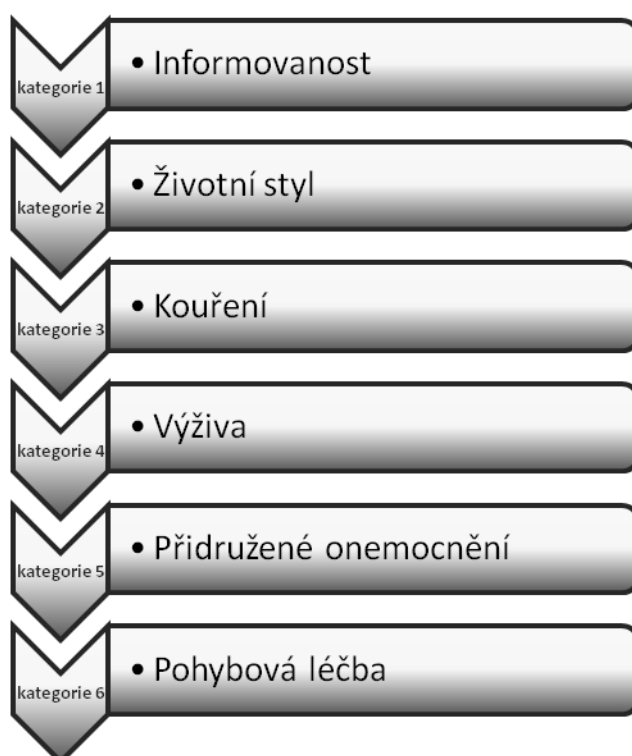 kategorie 1
• Informovanost
kategorie 2
• Životní styl
kategorie 3
• Kouření
kategorie 4
• Výživa
kategorie 5
• Přidružené onemocnění
kategorie 6
• Pohybová léčba